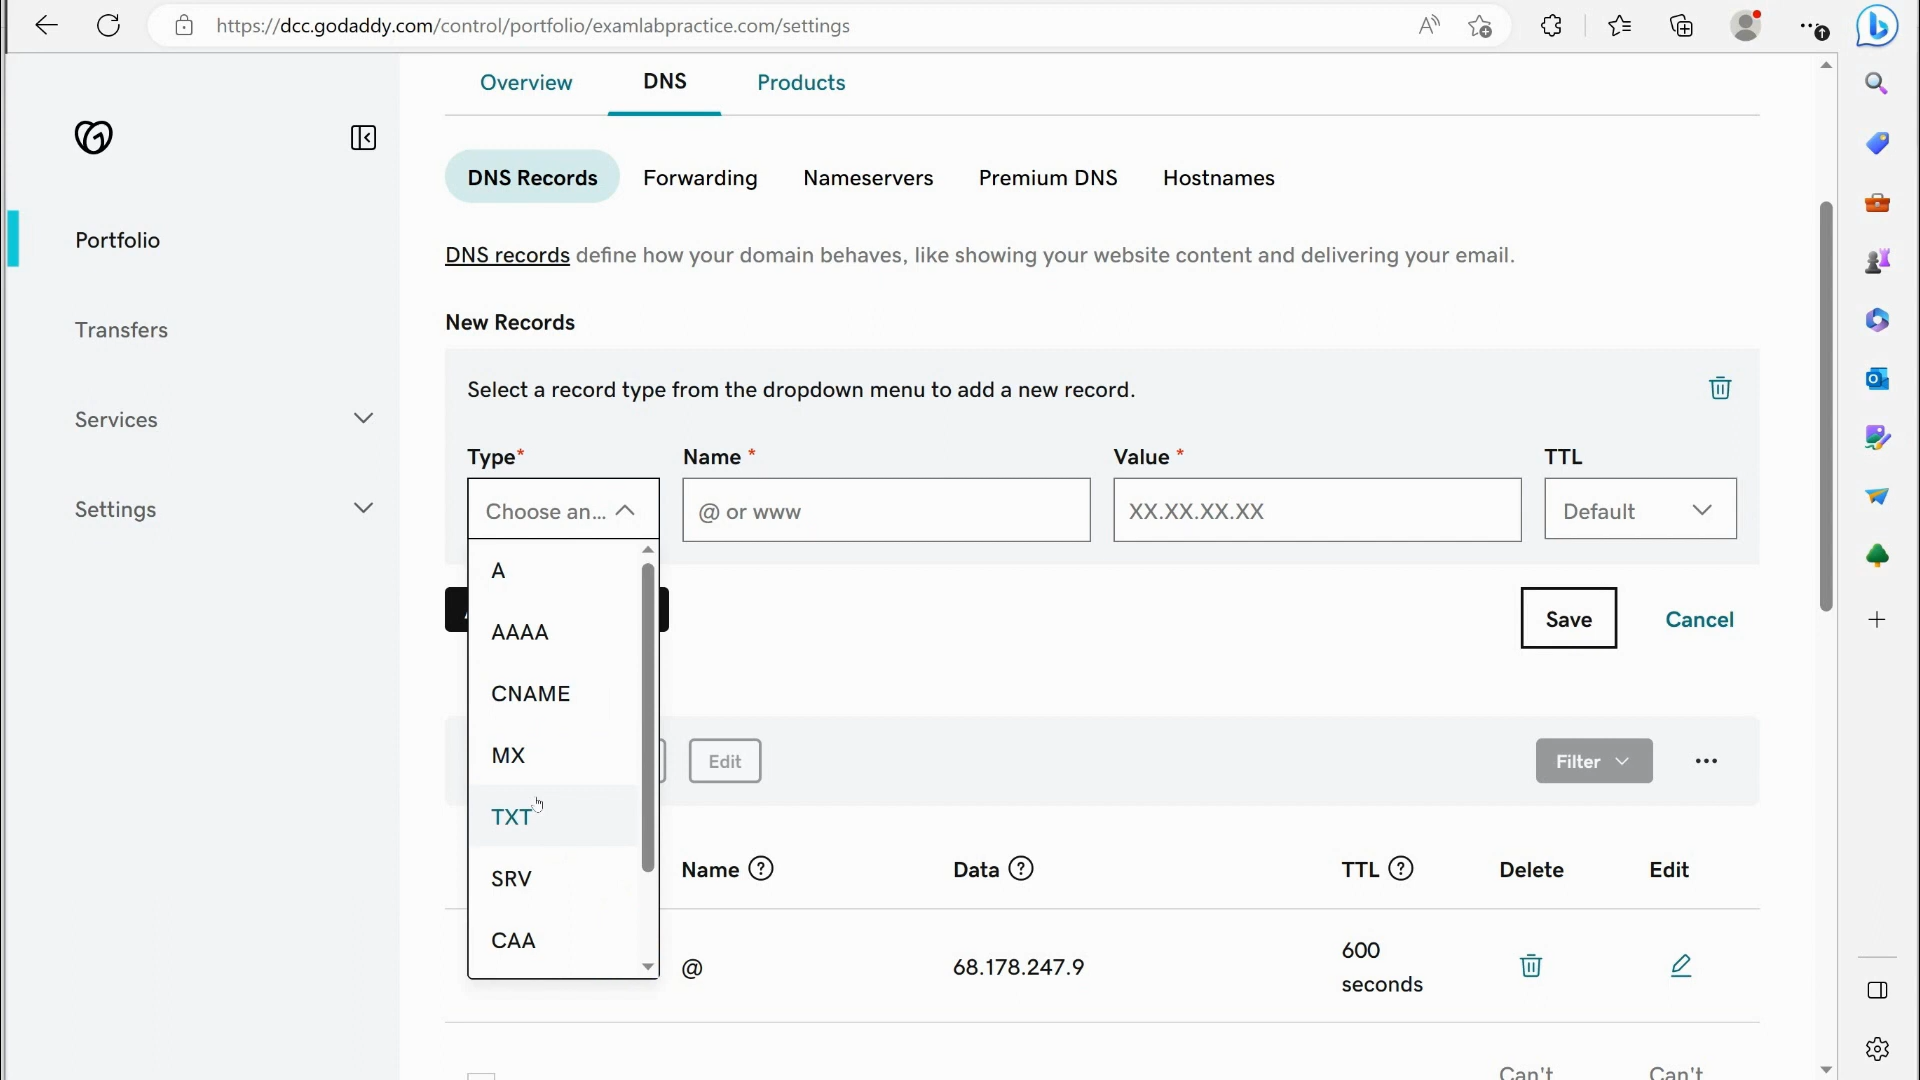 https://dcc.godaddy.com/control/portfolio/examlabpractice.com/settings
Overview
DNS
Products
DNS Records
Forwarding
Nameservers
Premium DNS
Hostnames
Portfolio
Transfers
Services
Settings
DNS records define how your domain behaves, like showing your website content and delivering your email.
New Records
Select a record type from the dropdown menu to add a new record.
Type*
Name *
Value *
TTL
Choose an...
@ or www
XX.XX.XX.XX
Default
A
AAAA
CNAME
MX
TXT
SRV
CAA
Save
Cancel
Edit
Filter
Name
Data
TTL
Delete
Edit
@
68.178.247.9
600
seconds
Can't
Can't